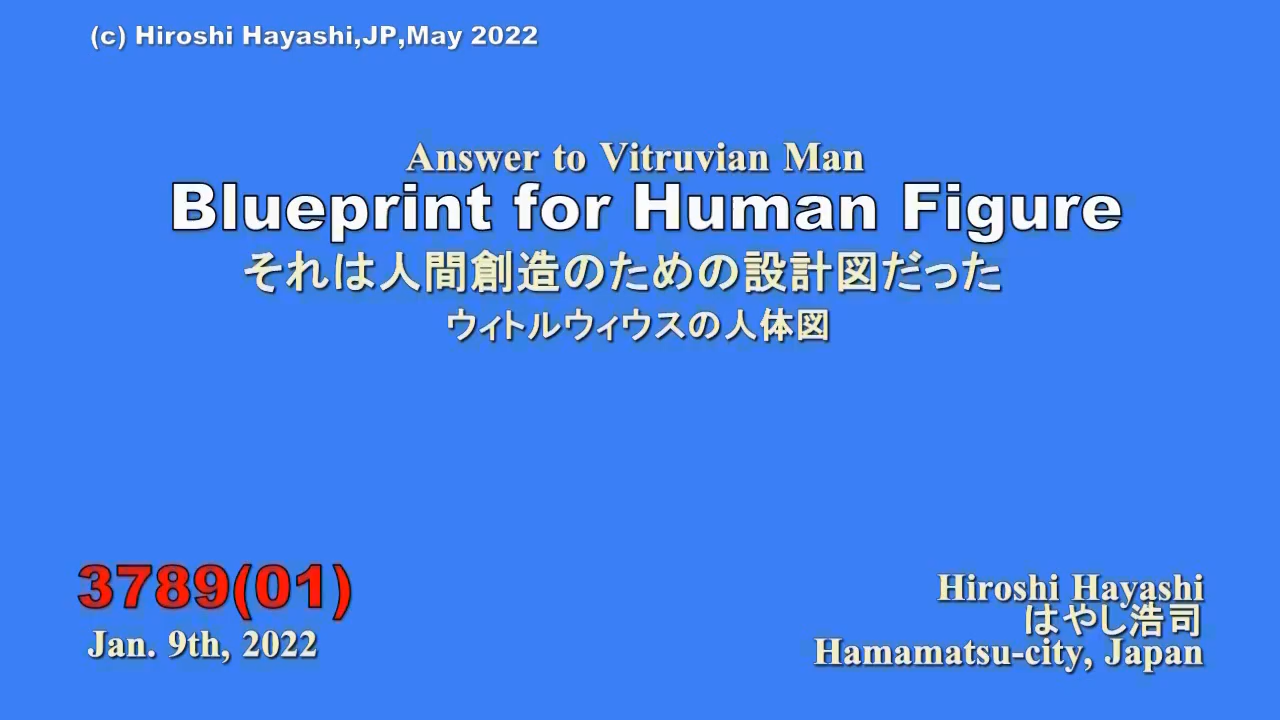 (c) Hiroshi Hayashi,JP,May 2022
Answer to Vitruvian Man
Blueprint for Human Figure
それは人間創造のための設計図だった
ウィトルウィウスの人体図
3789(01)
Jan. 9th, 2022
Hiroshi Hayashi
はやし浩司
Hamamatsu-city, Japan